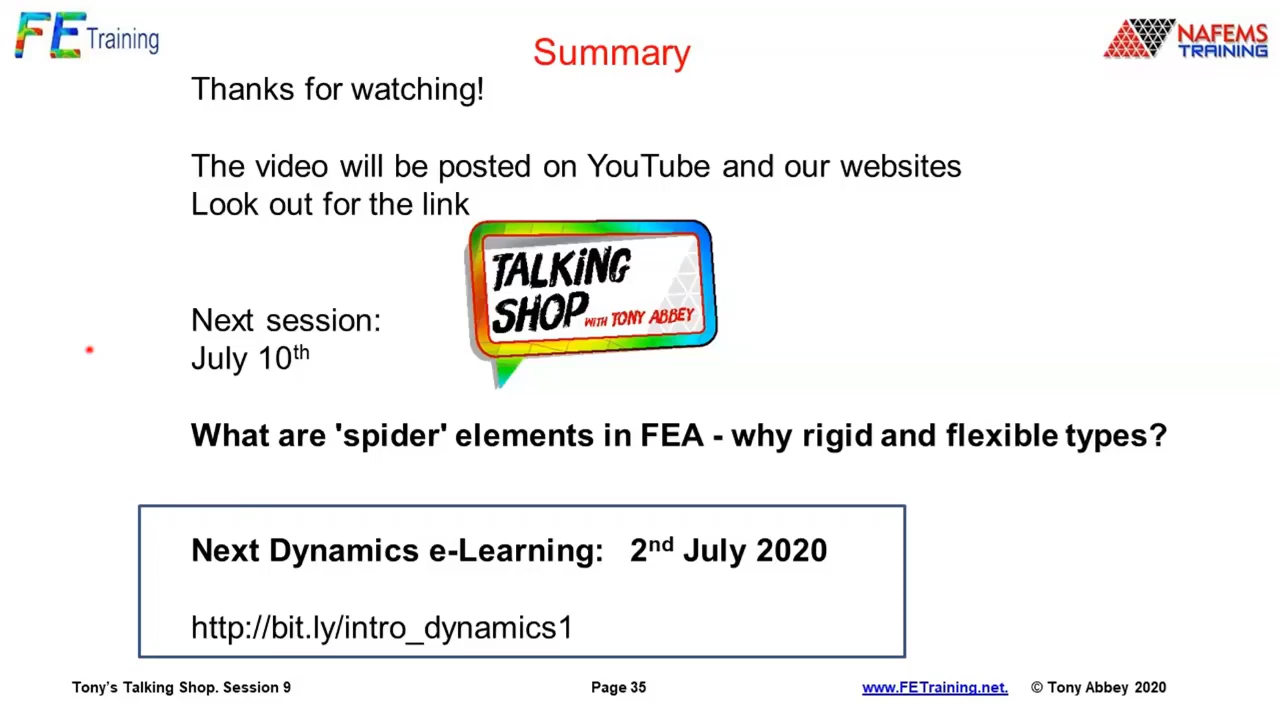 FE Training
NAFEMS
TRAINING
Summary
Thanks for watching!
The video will be posted on YouTube and our websites
Look out for the link
TALKING
SHOP WITH TONY ABBEY
Next session:
July 10th
What are 'spider' elements in FEA - why rigid and flexible types?
Next Dynamics e-Learning: 2nd July 2020
http://bit.ly/intro_dynamics1
Tony's Talking Shop. Session 9 Page 35 www.FETraining.net. © Tony Abbey 2020